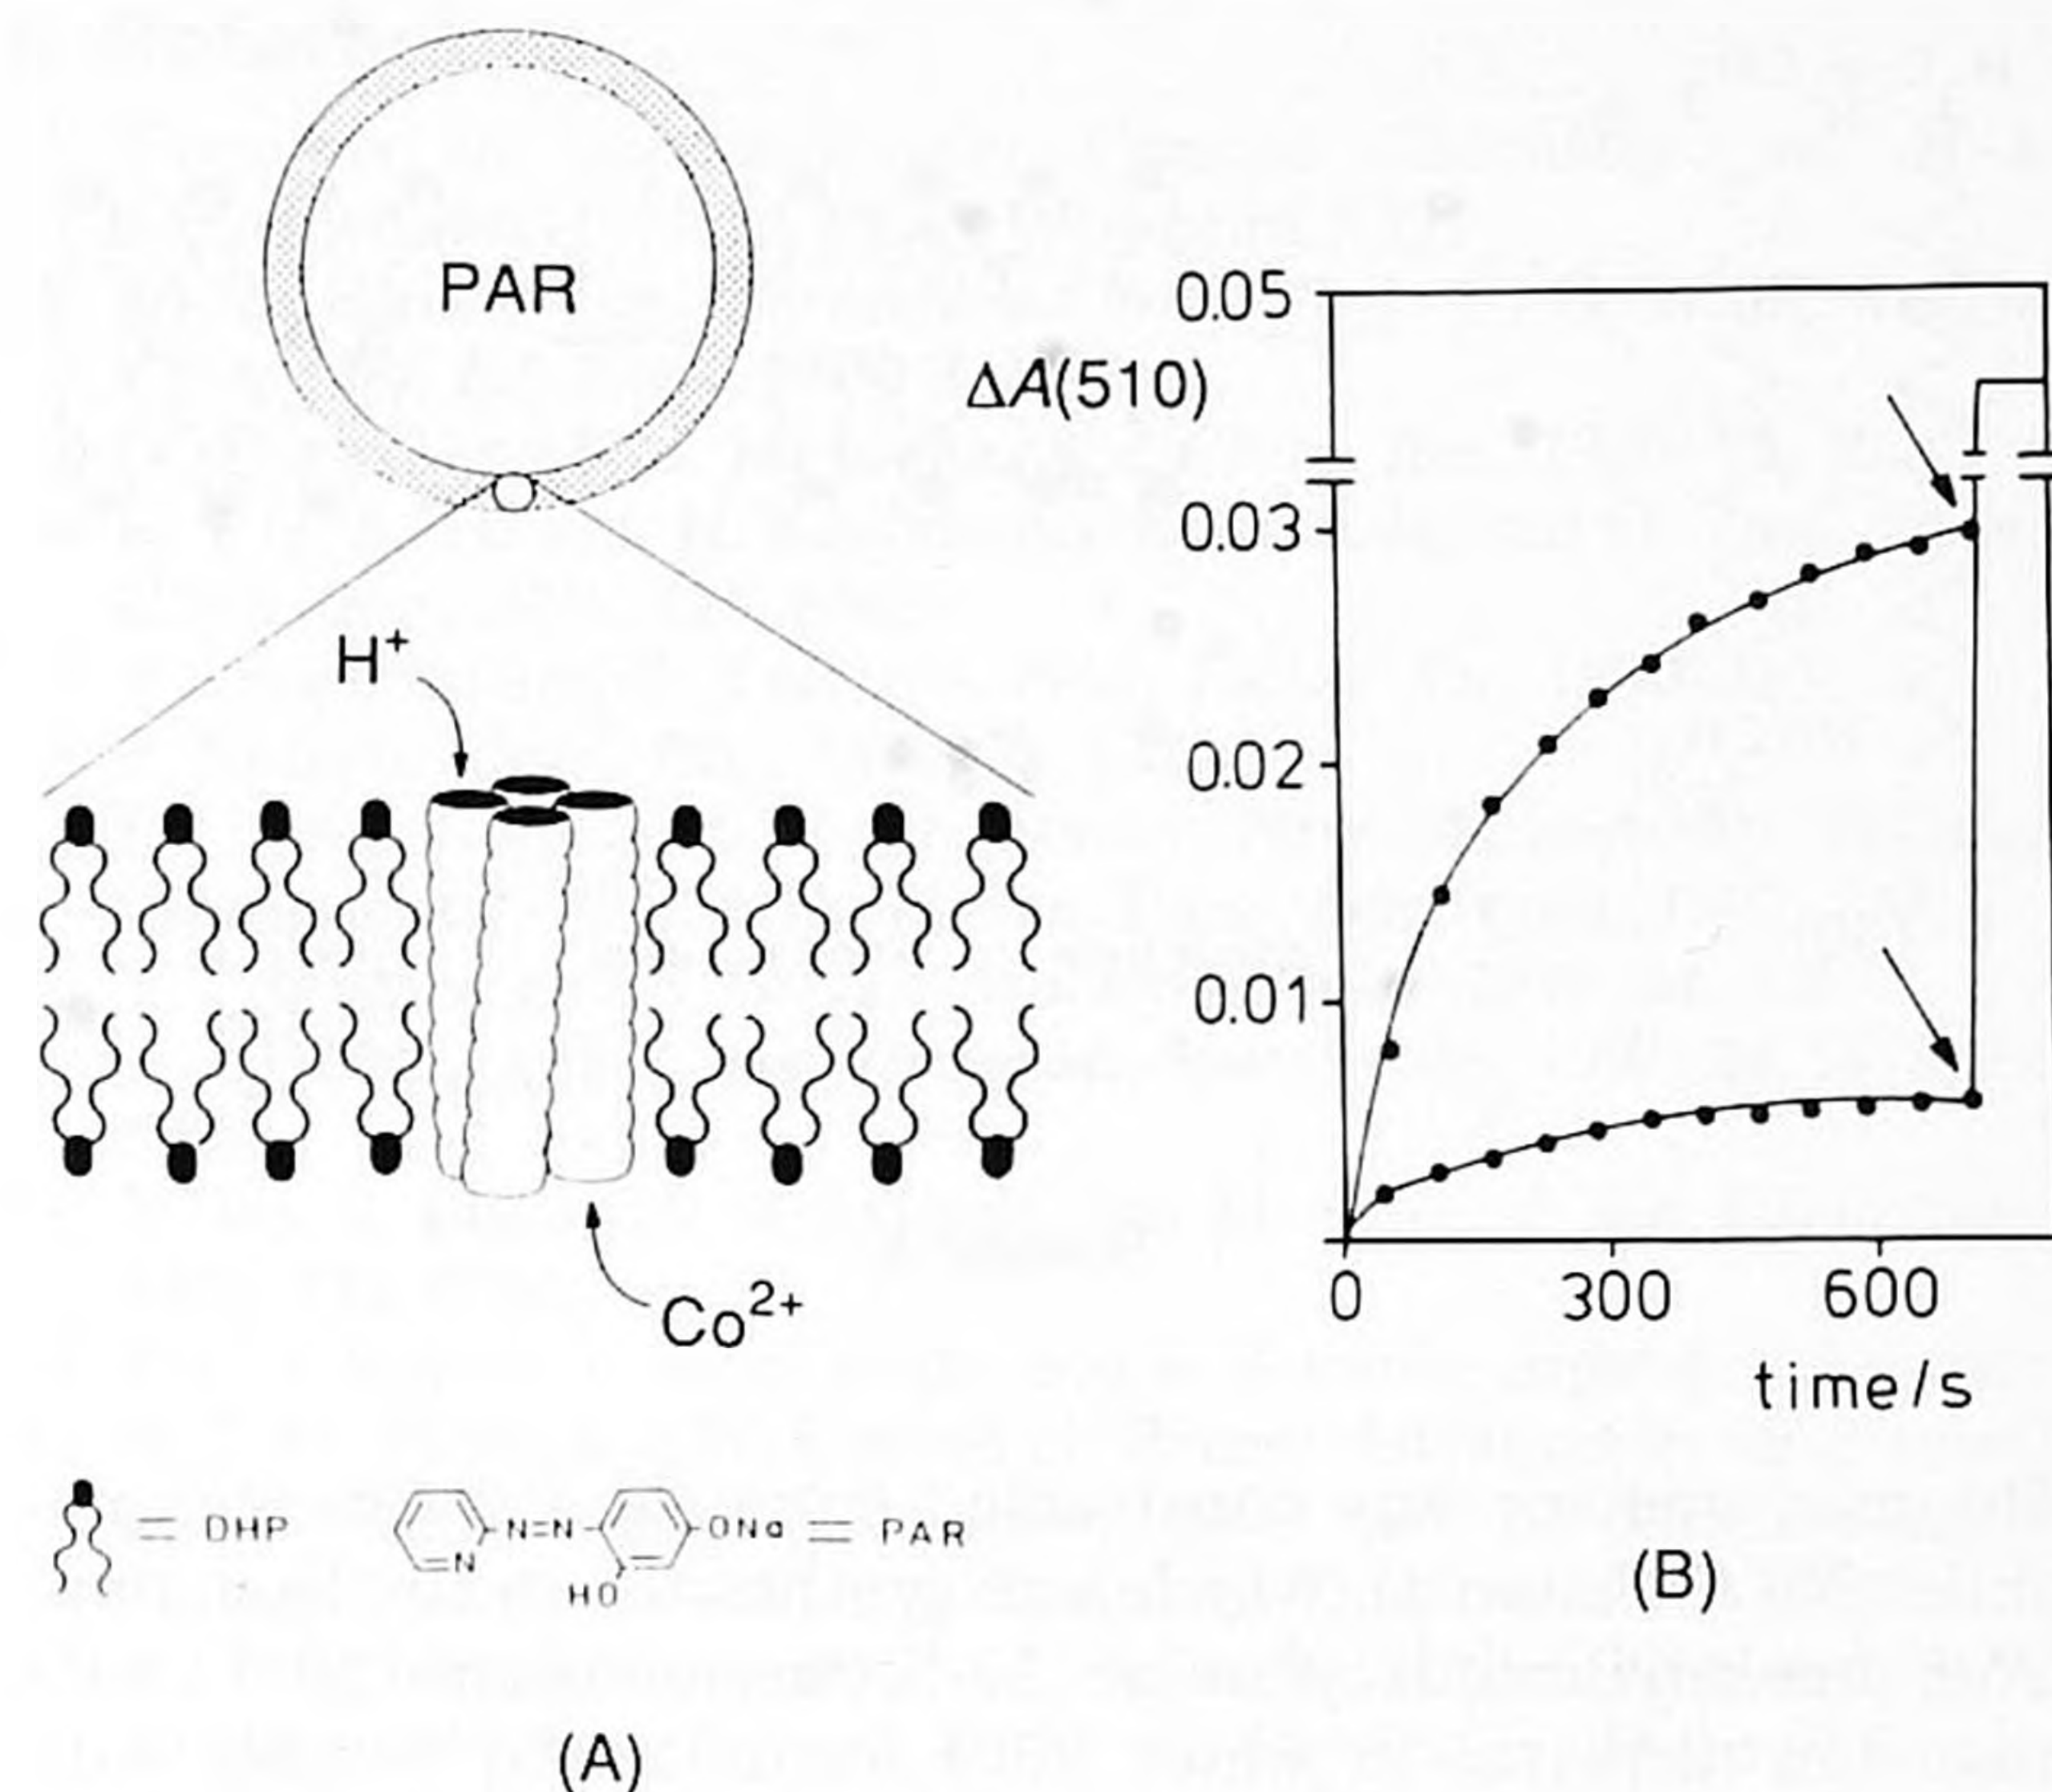 PAR
H⁺
Co²⁺
= DHP
N
N=N
HO
ONa = PAR
(A)
0.05
ΔA(510)
0.03
0.02
0.01
0 300 600
time/s
(B)